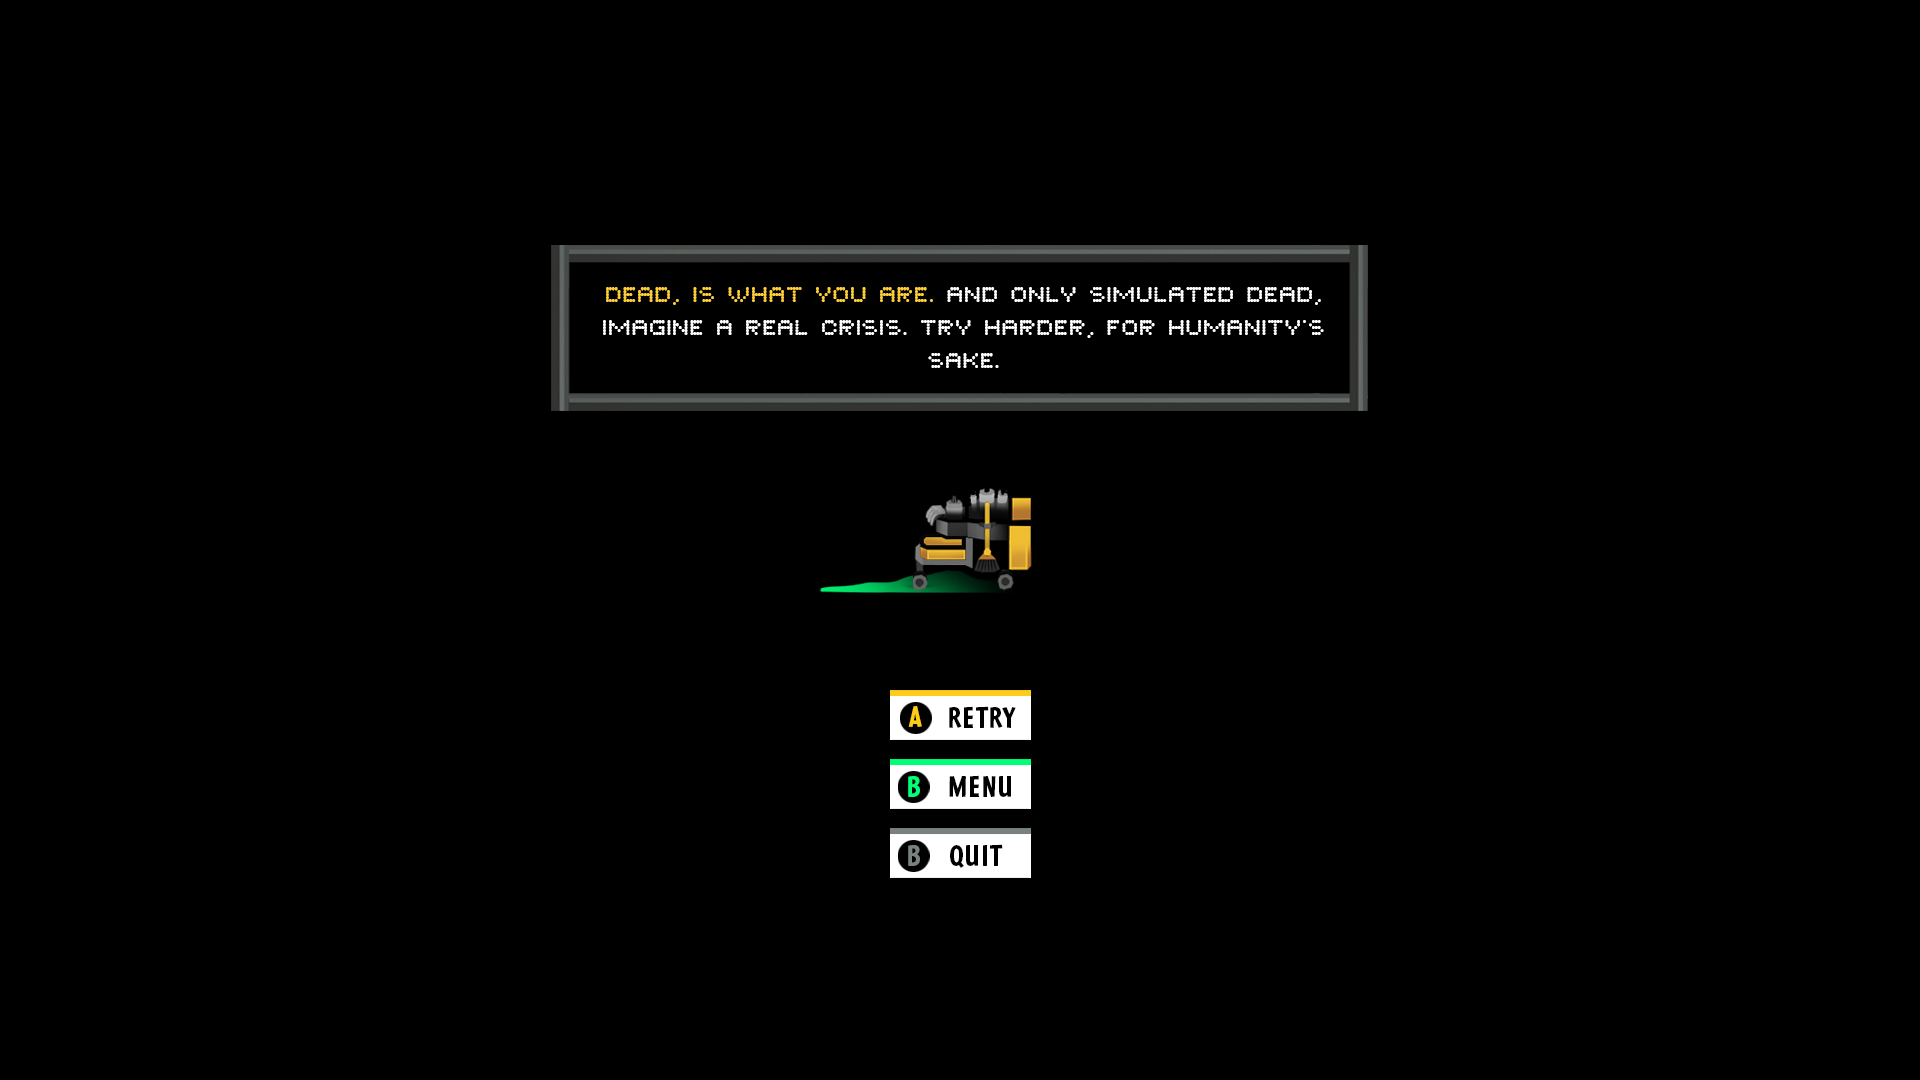 DEAD, IS WHAT YOU ARE. AND ONLY SIMULATED DEAD,
IMAGINE A REAL CRISIS. TRY HARDER, FOR HUMANITY'S
SAKE.
A RETRY
B MENU
B QUIT